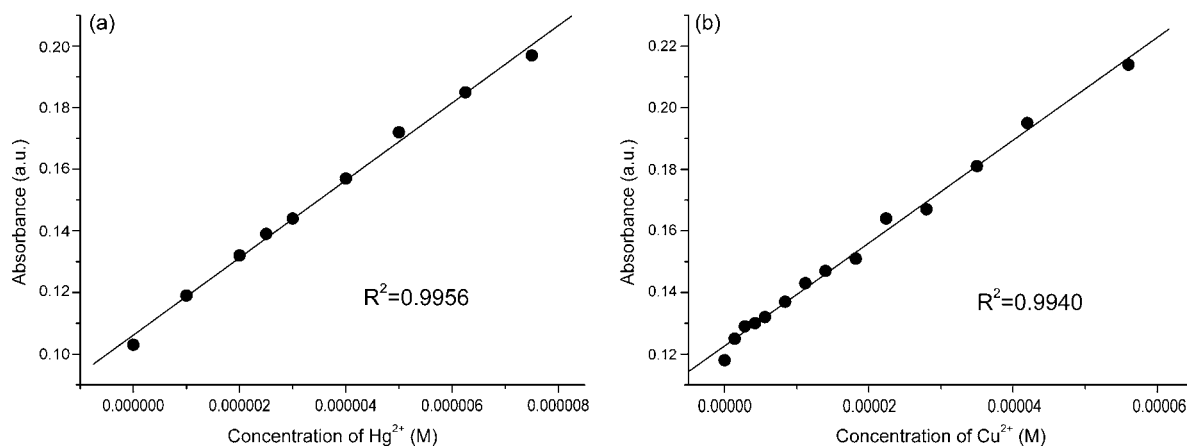 (a)
0.20
0.18
0.16
0.14
0.12
0.10
Absorbance (a.u.)
R²=0.9956
0.000000 0.000002 0.000004 0.000006 0.000008
Concentration of Hg²⁺ (M)
(b)
0.22
0.20
0.18
0.16
0.14
0.12
Absorbance (a.u.)
R²=0.9940
0.00000 0.00002 0.00004 0.00006
Concentration of Cu²⁺ (M)